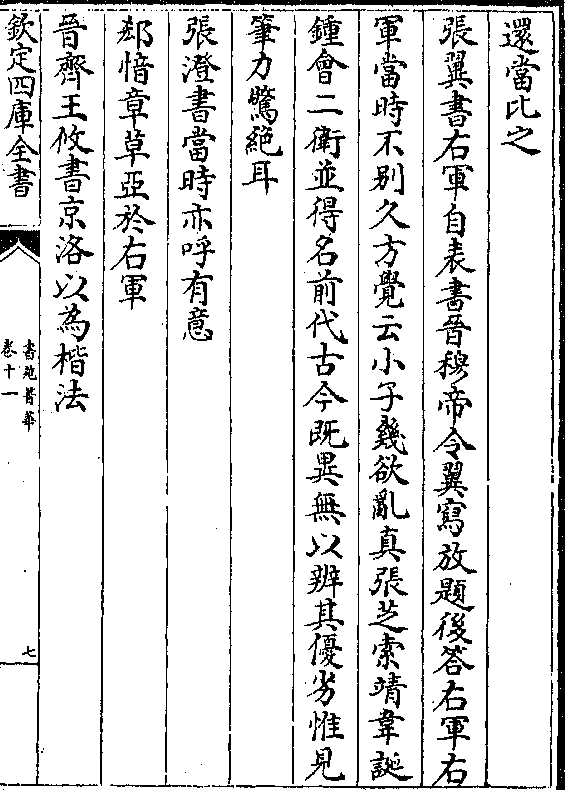 還當比之
張翼書右軍自表書晉穆帝令翼寫放題後答右軍右
軍當時不别久方覺云小子幾欲亂真張芝索靖韋誕
鍾會二衛並得名前代古今既異無以辨其優劣惟見
筆力驚絕耳
張澄書當時亦呼有意
郄愔章草亞於右軍
晉齊王攸書京洛以為楷法
欽定四庫全書
書苑菁華
卷十一
七